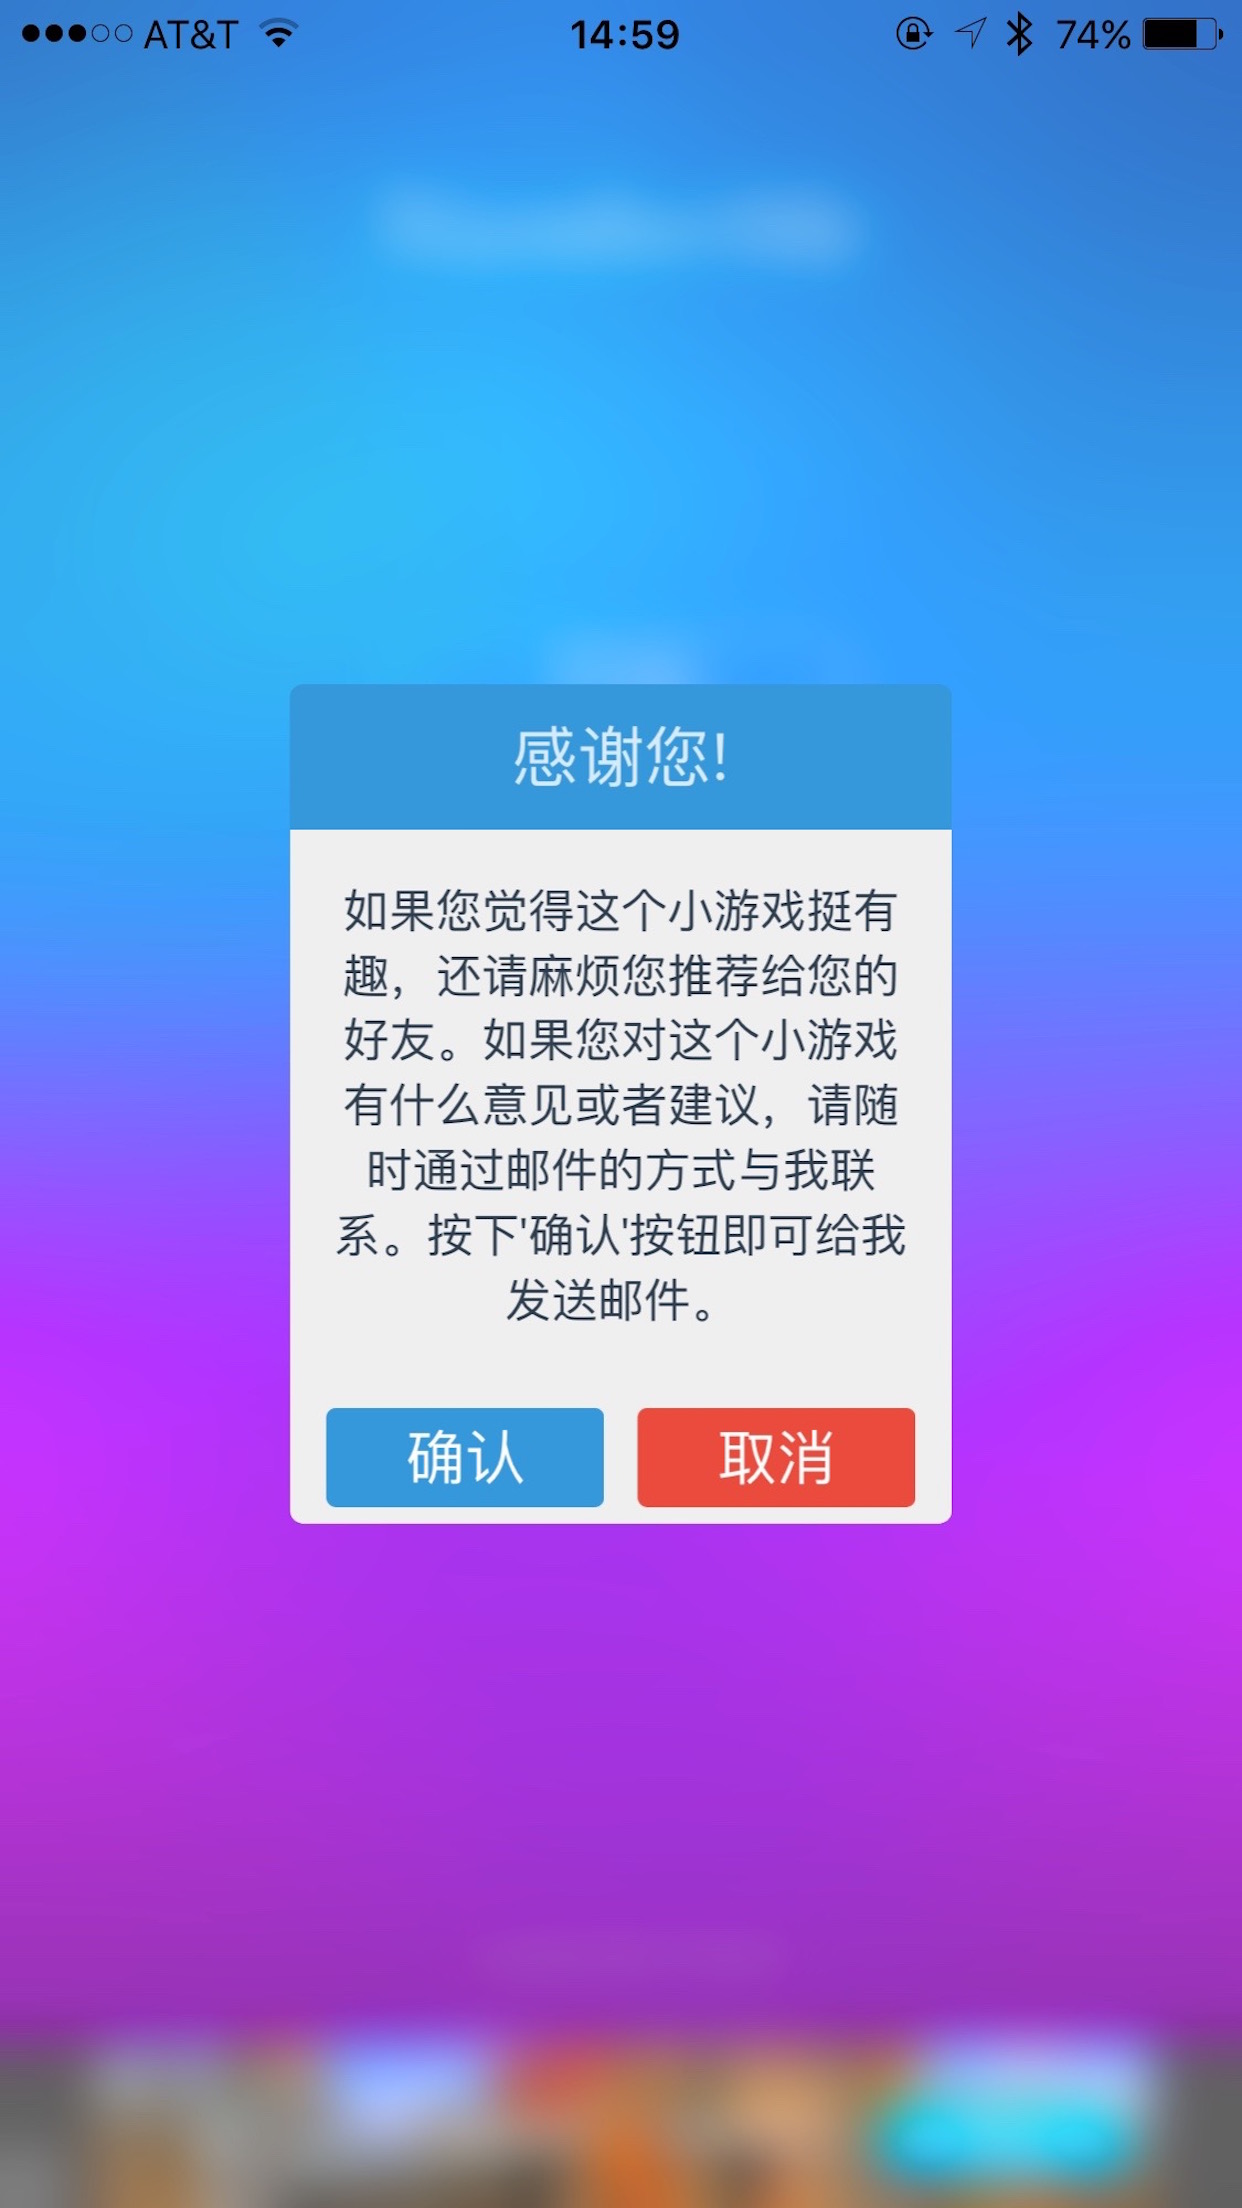 AT&T 14:59 74%
感谢您!
如果您觉得这个小游戏挺有
趣，还请麻烦您推荐给您的
好友。如果您对这个小游戏
有什么意见或者建议，请随
时通过邮件的方式与我联
系。按下'确认'按钮即可给我
发送邮件。
确认 取消